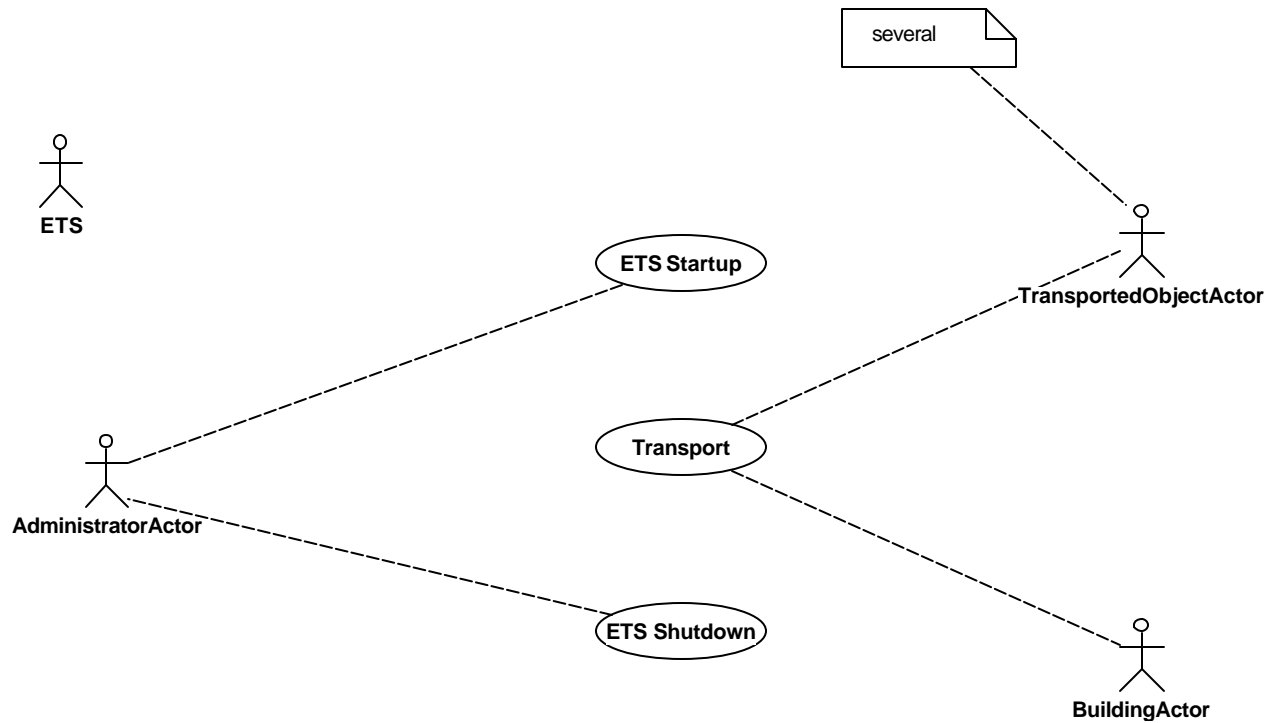 several
ETS
ETS Startup
TransportedObjectActor
Transport
AdministratorActor
ETS Shutdown
BuildingActor